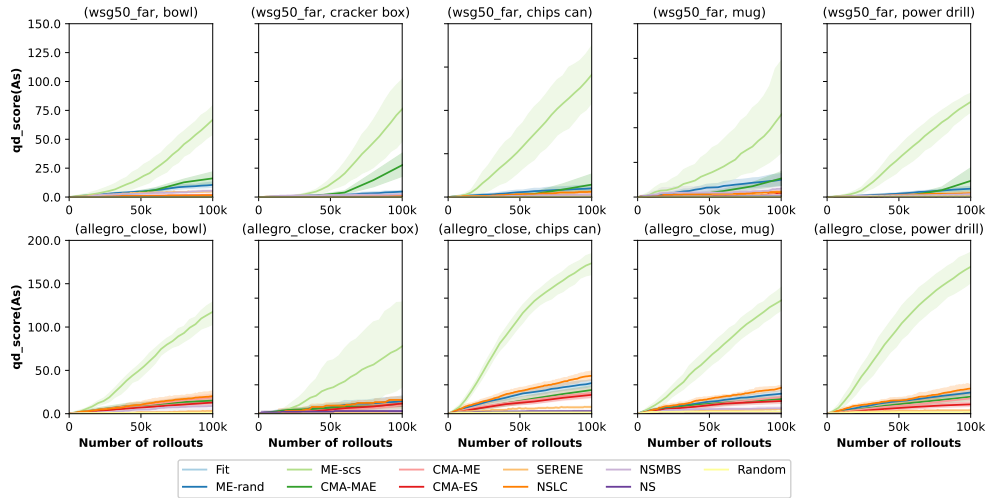 (wsg50_far, bowl) (wsg50_far, cracker box) (wsg50_far, chips can) (wsg50_far, mug) (wsg50_far, power drill)
150.0
125.0
100.0
75.0
50.0
25.0
0.0
qd_score(As)
0 50k 100k 0 50k 100k 0 50k 100k 0 50k 100k 0 50k 100k
(allegro_close, bowl) (allegro_close, cracker box) (allegro_close, chips can) (allegro_close, mug) (allegro_close, power drill)
200.0
150.0
100.0
50.0
0.0
qd_score(As)
0 50k 100k 0 50k 100k 0 50k 100k 0 50k 100k 0 50k 100k
Number of rollouts Number of rollouts Number of rollouts Number of rollouts Number of rollouts
Fit ME-scs CMA-ME SERENE NSMBS Random
ME-rand CMA-MAE CMA-ES NSLC NS